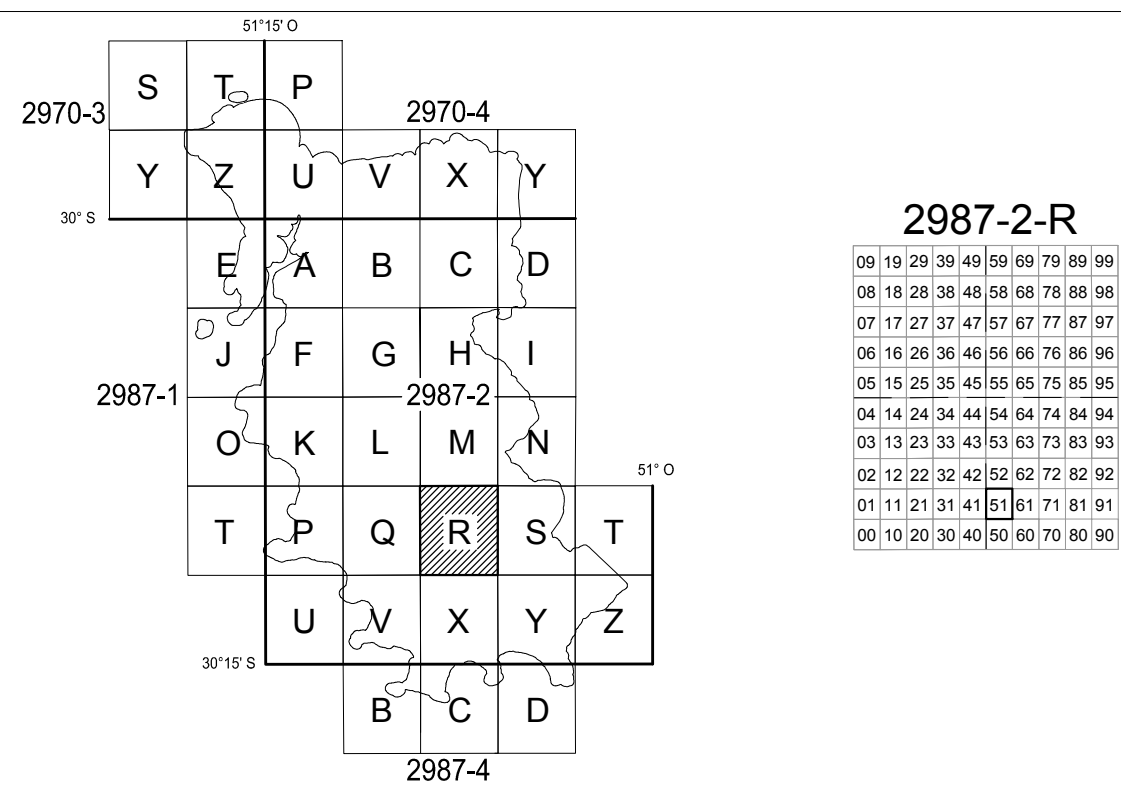 51°15' O
S T P
2970-3
2970-4
Y Z U V X Y
30° S
E A B C D
J F G H I
2987-1
2987-2
O K L M N
51° O
T P Q R S T
U V X Y Z
30°15' S
B C D
2987-4
2987-2-R
09 19 29 39 49 59 69 79 89 99
08 18 28 38 48 58 68 78 88 98
07 17 27 37 47 57 67 77 87 97
06 16 26 36 46 56 66 76 86 96
05 15 25 35 45 55 65 75 85 95
04 14 24 34 44 54 64 74 84 94
03 13 23 33 43 53 63 73 83 93
02 12 22 32 42 52 62 72 82 92
01 11 21 31 41 51 61 71 81 91
00 10 20 30 40 50 60 70 80 90